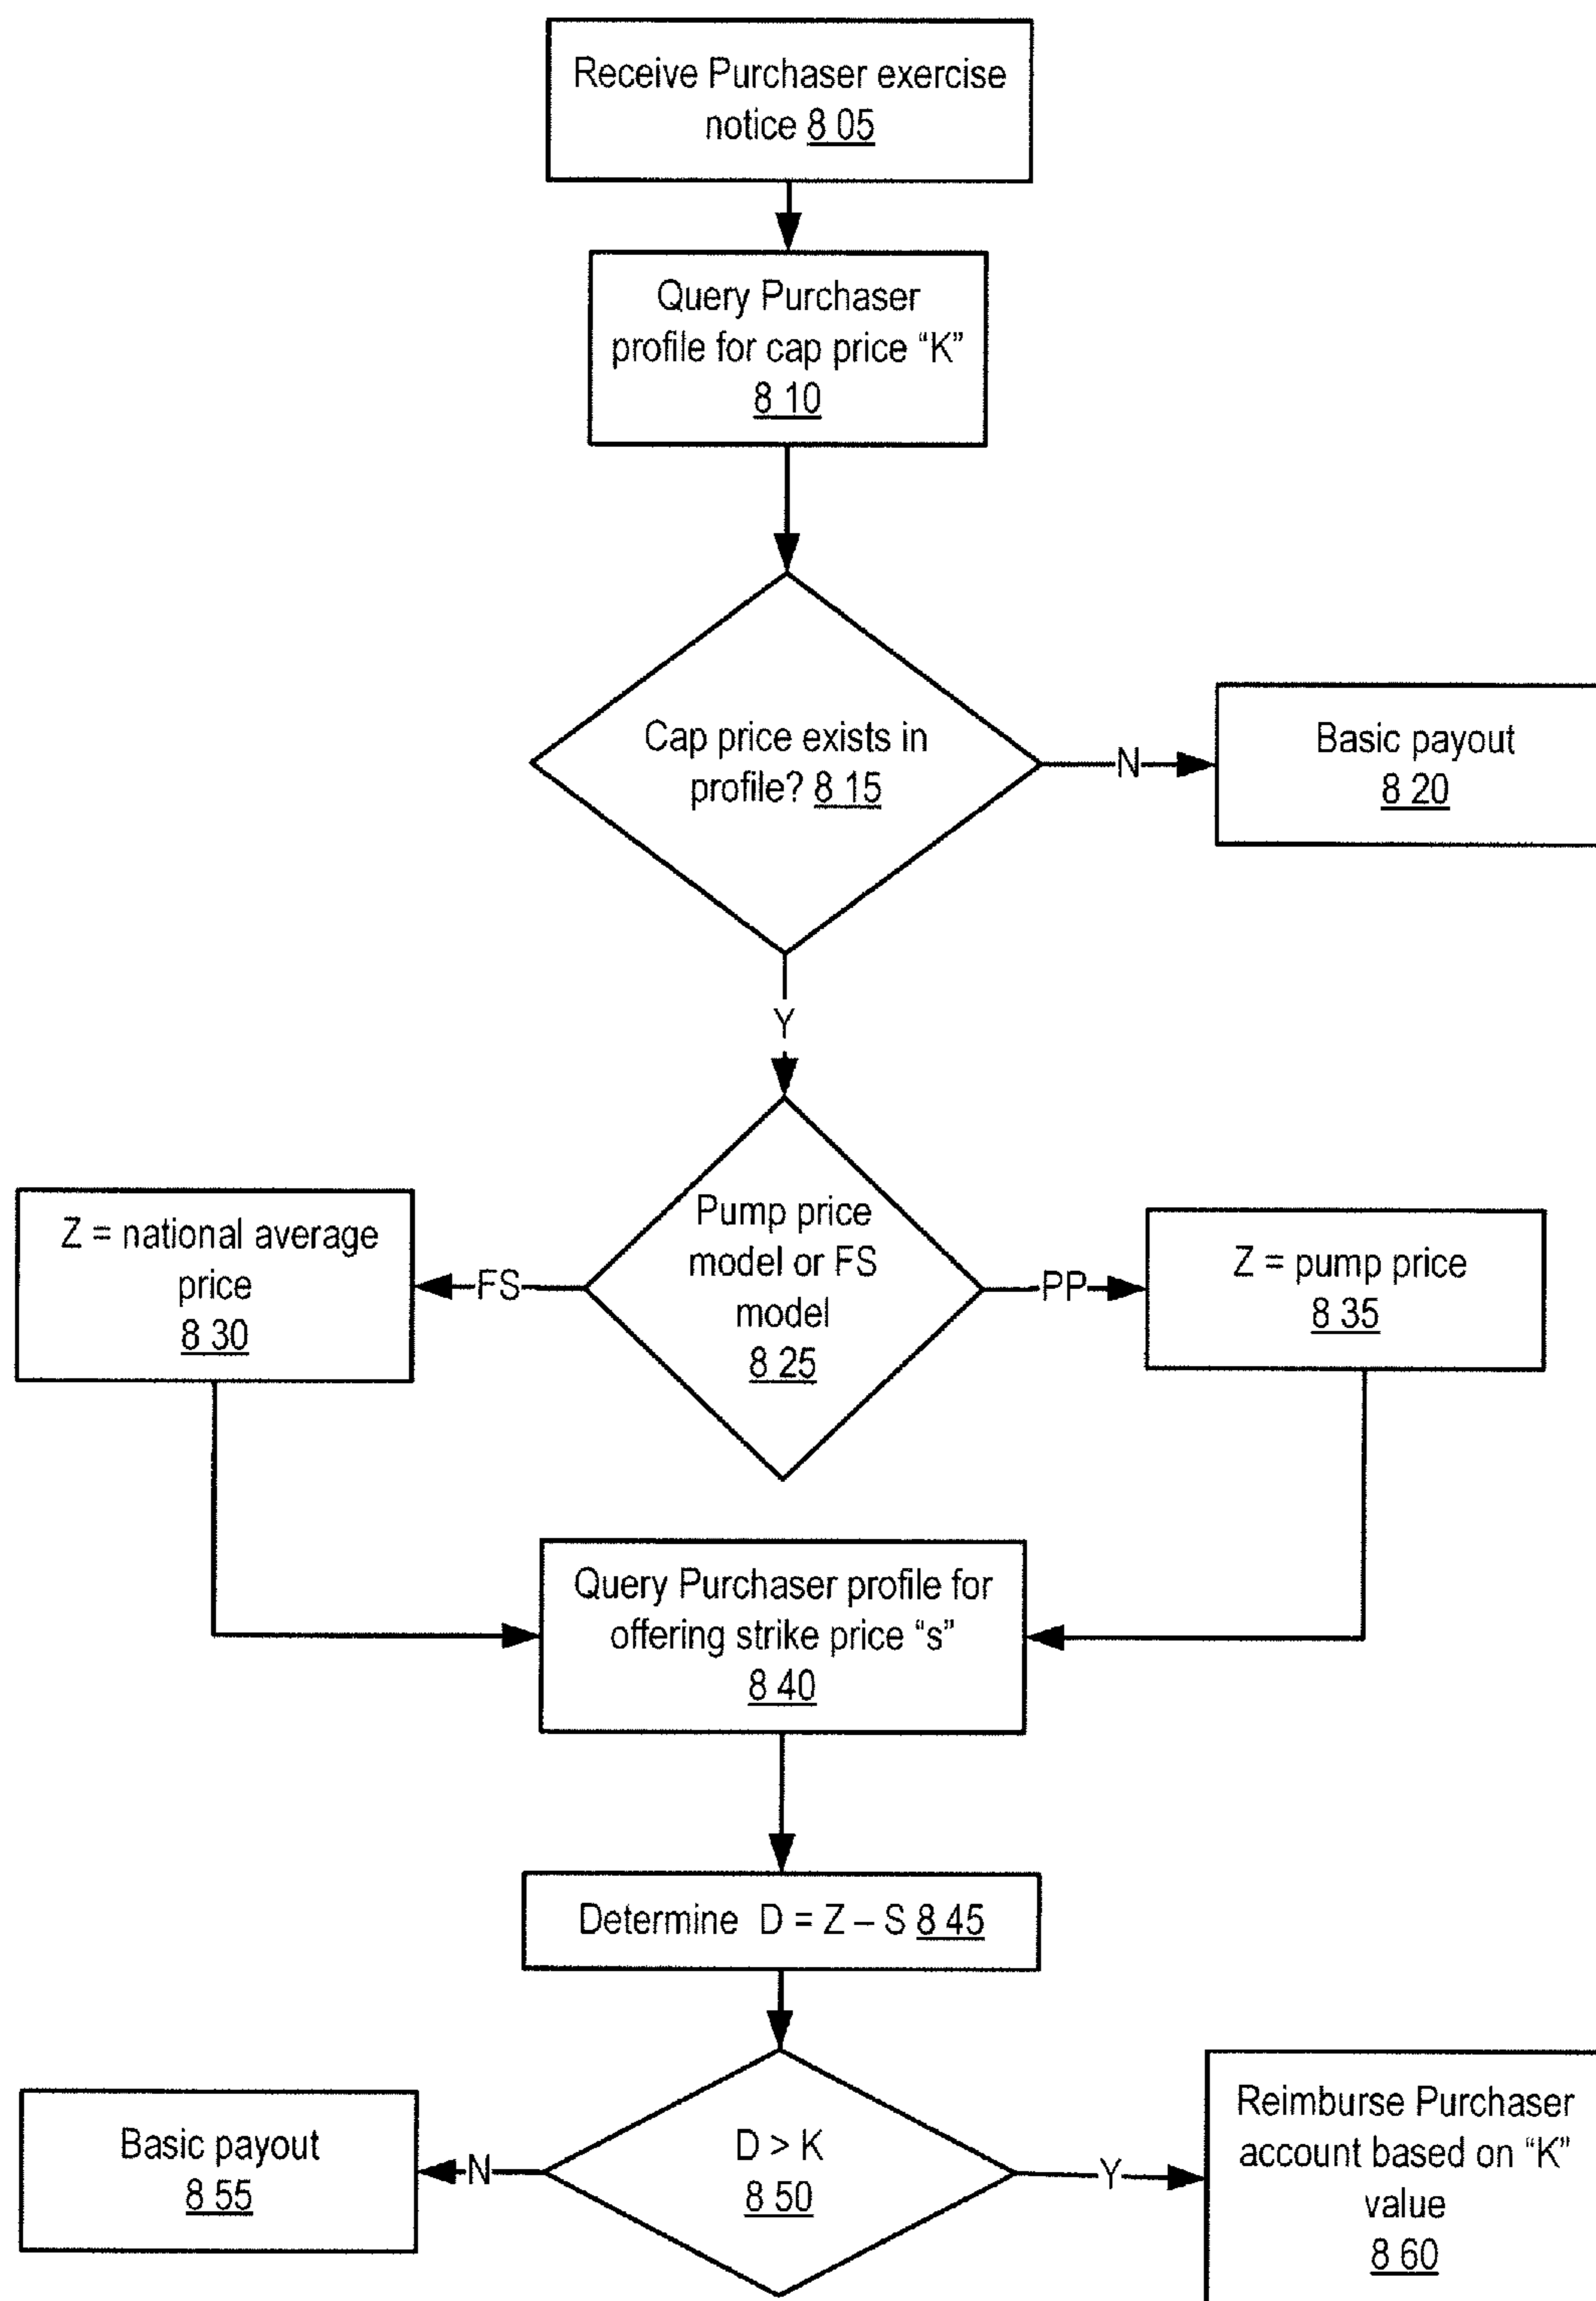 Receive Purchaser exercise
notice 8 05
Query Purchaser
profile for cap price “K”
8 10
Cap price exists in
profile? 8 15
N
Basic payout
8 20
Y
Pump price
model or FS
model
8 25
FS
Z = national average
price
8 30
PP
Z = pump price
8 35
Query Purchaser profile for
offering strike price “s”
8 40
Determine D = Z – S 8 45
D > K
8 50
N
Basic payout
8 55
Y
Reimburse Purchaser
account based on “K”
value
8 60